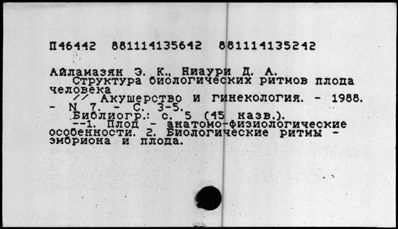 П46442 881114135642 881114135242
Айламазян Э. К., Ниаури Д. А.
Структура биологических ритмов плода
человека
// Акушерство и гинекология. - 1988.
- N 7. - С. 3-5.
Библиогр.: с. 5 (45 назв.).
--1. Плод - анатомо-физиологические
особенности. 2. Биологические ритмы -
эмбриона и плода.